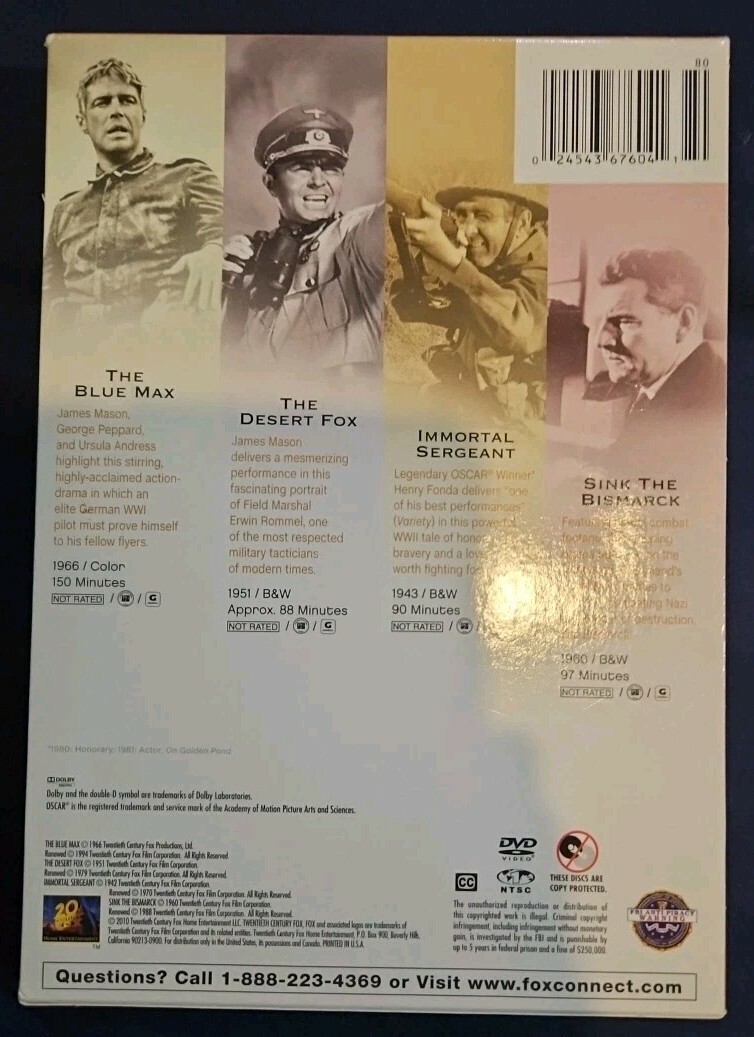 80
0 24543 67604 1
THE
BLUE MAX
James Mason,
George Peppard,
and Ursula Andress
highlight this stirring,
highly-acclaimed action-
drama in which an
elite German WWI
pilot must prove himself
to his fellow flyers.
1966 / Color
150 Minutes
NOT RATED / / G
THE
DESERT FOX
James Mason
delivers a mesmerizing
performance in this
fascinating portrait
of Field Marshal
Erwin Rommel, one
of the most respected
military tacticians
of modern times.
1951 / B&W
Approx. 88 Minutes
NOT RATED / / G
IMMORTAL
SERGEANT
Legendary OSCAR® Winner*
Henry Fonda delivers "one
of his best performances"
(Variety) in this powerful
WWII tale of honor
bravery and a love
worth fighting for
1943 / B&W
90 Minutes
NOT RATED /
SINK THE
BISMARCK
Featuring combat
footage
on the
to
Nazi
destruction,
1960 / B&W
97 Minutes
NOT RATED / / G
*1980: Honorary; 1981: Actor, On Golden Pond
DOLBY
Dolby and the double-D symbol are trademarks of Dolby Laboratories.
OSCAR® is the registered trademark and service mark of the Academy of Motion Picture Arts and Sciences.
THE BLUE MAX © 1966 Twentieth Century Fox Productions, Ltd.
Renewed © 1994 Twentieth Century Fox Film Corporation. All Rights Reserved.
THE DESERT FOX © 1951 Twentieth Century Fox Film Corporation.
Renewed © 1979 Twentieth Century Fox Film Corporation. All Rights Reserved.
IMMORTAL SERGEANT © 1942 Twentieth Century Fox Film Corporation.
Renewed © 1970 Twentieth Century Fox Film Corporation. All Rights Reserved.
SINK THE BISMARCK © 1960 Twentieth Century Fox Film Corporation.
Renewed © 1988 Twentieth Century Fox Film Corporation. All Rights Reserved.
© 2010 Twentieth Century Fox Home Entertainment LLC. TWENTIETH CENTURY FOX, FOX and associated logos are trademarks of
Twentieth Century Fox Film Corporation and its related entities. Twentieth Century Fox Home Entertainment, P.O. Box 900, Beverly Hills,
California 90213-0900. For distribution only in the United States, its possessions and Canada. PRINTED IN U.S.A.
20
HOME ENTERTAINMENT
TM
DVD
VIDEO
CC
NTSC
THESE DISCS ARE
COPY PROTECTED.
The unauthorized reproduction or distribution of
this copyrighted work is illegal. Criminal copyright
infringement, including infringement without monetary
gain, is investigated by the FBI and is punishable by
up to 5 years in federal prison and a fine of $250,000.
FBI ANTI-PIRACY
WARNING
Questions? Call 1-888-223-4369 or Visit www.foxconnect.com